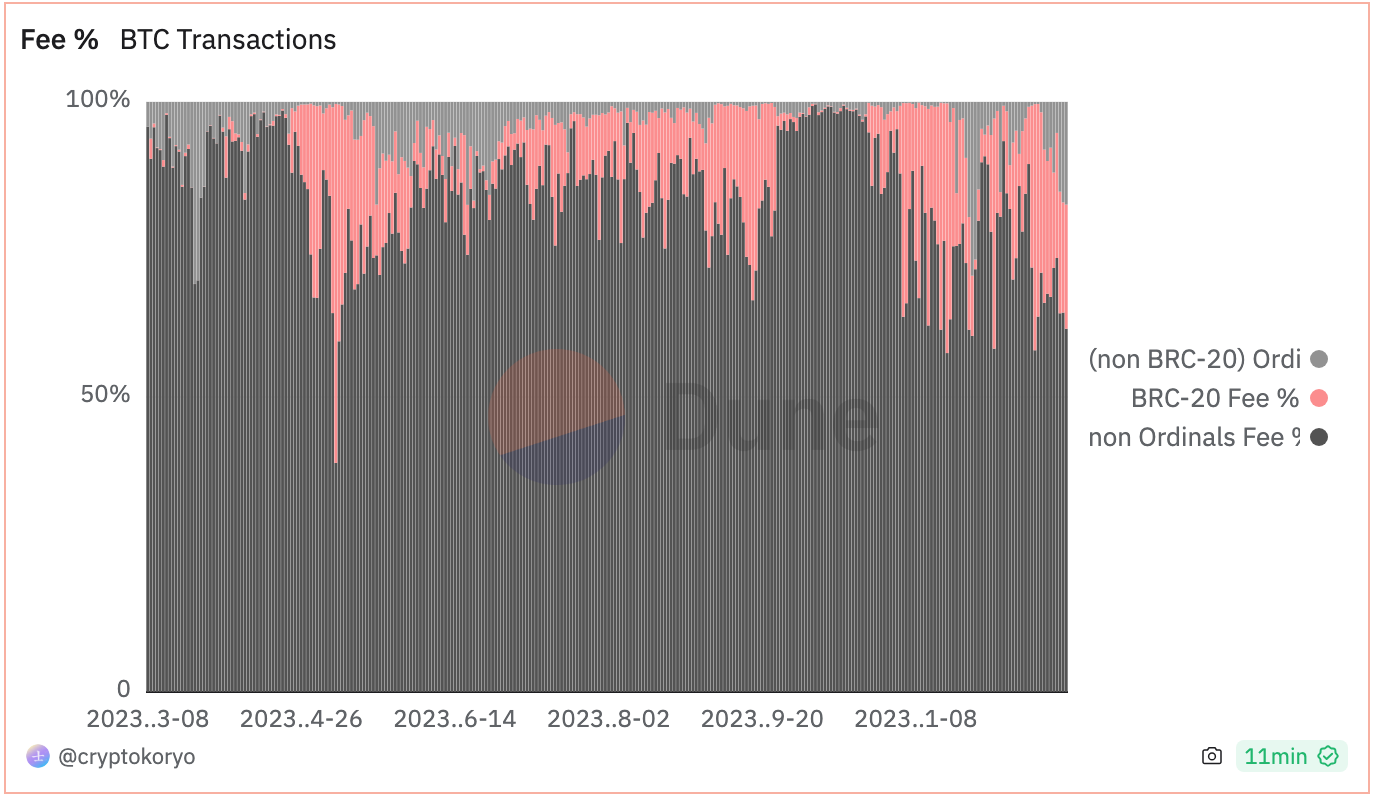 Fee % BTC Transactions
100%
50%
0
2023..3-08 2023..4-26 2023..6-14 2023..8-02 2023..9-20 2023..1-08
(non BRC-20) Ordi
BRC-20 Fee %
non Ordinals Fee %
Dune
@cryptokoryo
11min